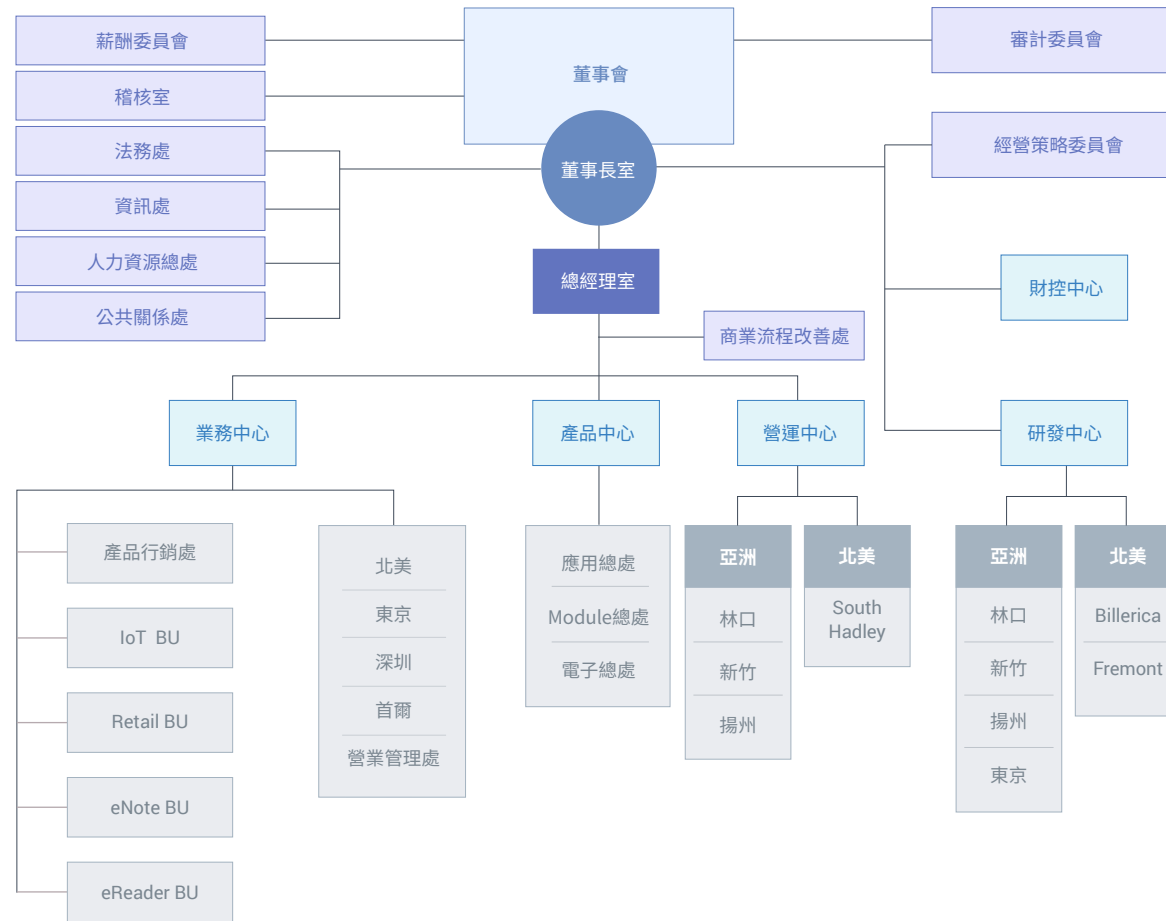 薪酬委員會
董事會
審計委員會
稽核室
法務處
董事長室
經營策略委員會
資訊處
人力資源總處
總經理室
財控中心
公共關係處
商業流程改善處
業務中心
產品中心
營運中心
研發中心
產品行銷處
IoT BU
Retail BU
eNote BU
eReader BU
北美
東京
深圳
首爾
營業管理處
應用總處
Module總處
電子總處
亞洲
林口
新竹
揚州
北美
South
Hadley
亞洲
林口
新竹
揚州
東京
北美
Billerica
Fremont